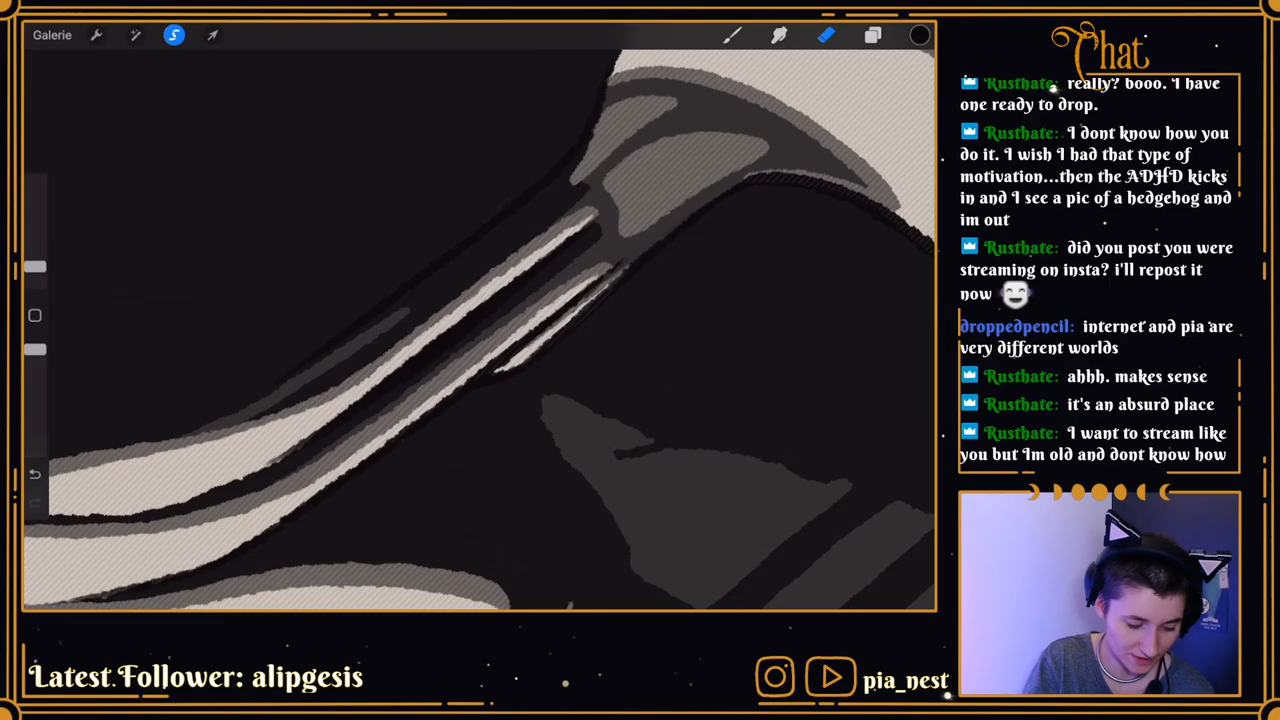 Galerie
Chat
Rusthate: really? booo. I have
one ready to drop.
Rusthate: I dont know how you
do it. I wish I had that type of
motivation...then the ADHD kicks
in and I see a pic of a hedgehog and
im out
Rusthate: did you post you were
streaming on insta? i'll repost it
now
droppedpencil: internet and pia are
very different worlds
Rusthate: ahhh. makes sense
Rusthate: it's an absurd place
Rusthate: I want to stream like
you but Im old and dont know how
Latest Follower: alipgesis
pia_nest